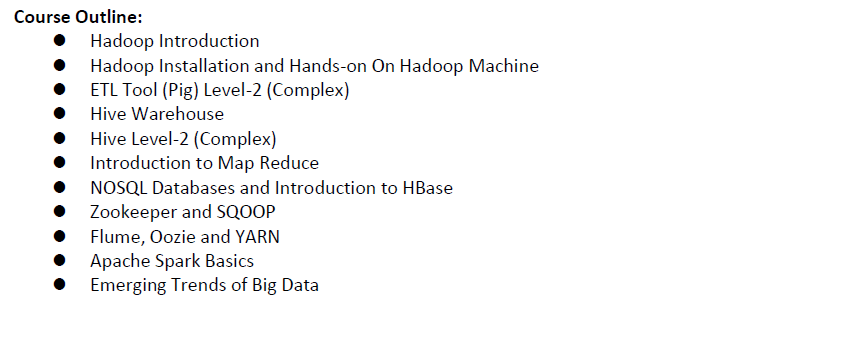 Course Outline:
● Hadoop Introduction
● Hadoop Installation and Hands-on On Hadoop Machine
● ETL Tool (Pig) Level-2 (Complex)
● Hive Warehouse
● Hive Level-2 (Complex)
● Introduction to Map Reduce
● NOSQL Databases and Introduction to HBase
● Zookeeper and SQOOP
● Flume, Oozie and YARN
● Apache Spark Basics
● Emerging Trends of Big Data